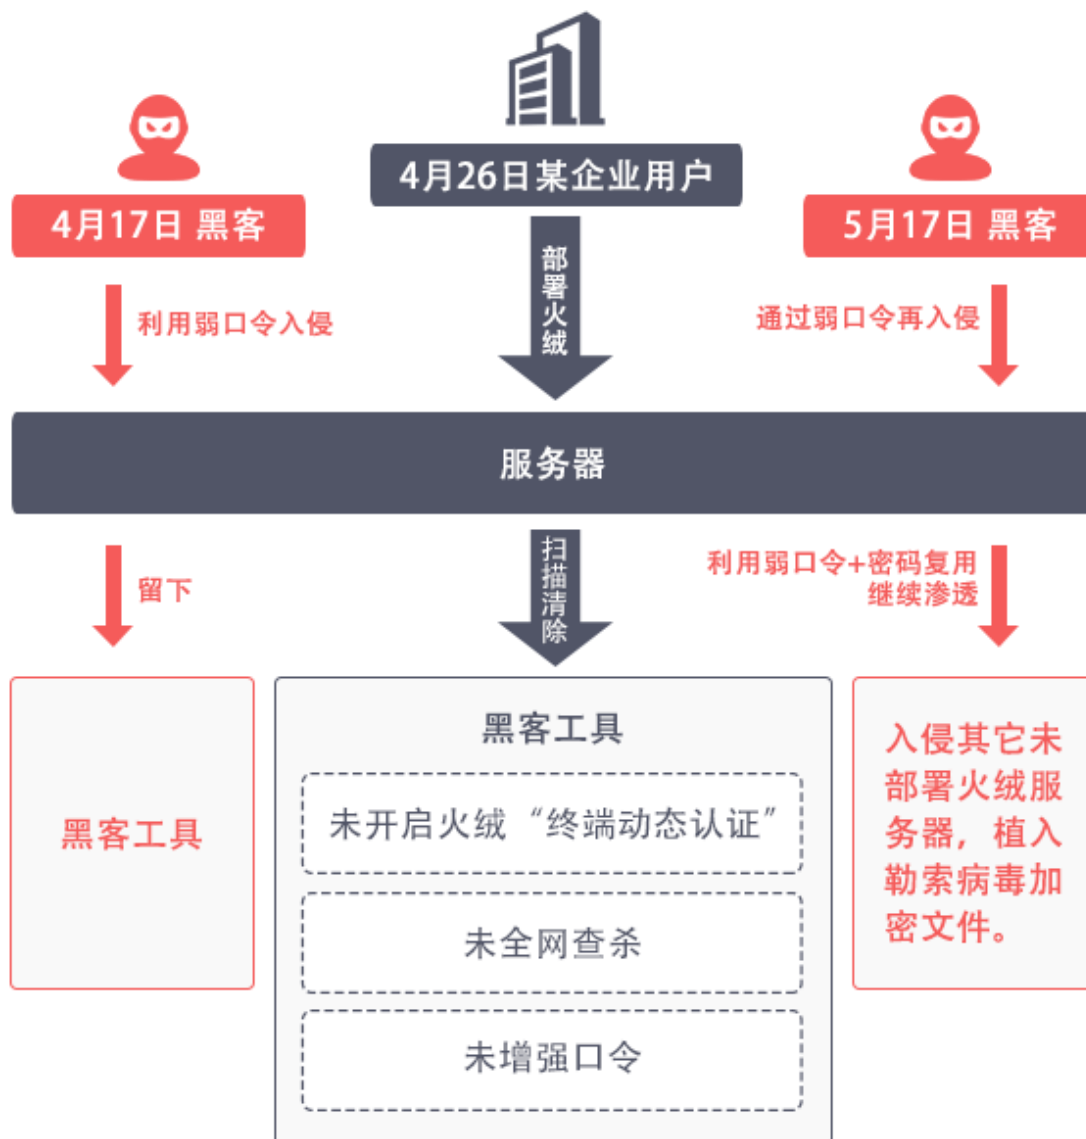 4月26日某企业用户
4月17日 黑客
5月17日 黑客
部署火绒
利用弱口令入侵
通过弱口令再入侵
服务器
留下
扫描清除
利用弱口令+密码复用
继续渗透
黑客工具
黑客工具
未开启火绒“终端动态认证”
未全网查杀
未增强口令
入侵其它未
部署火绒服
务器，植入
勒索病毒加
密文件。